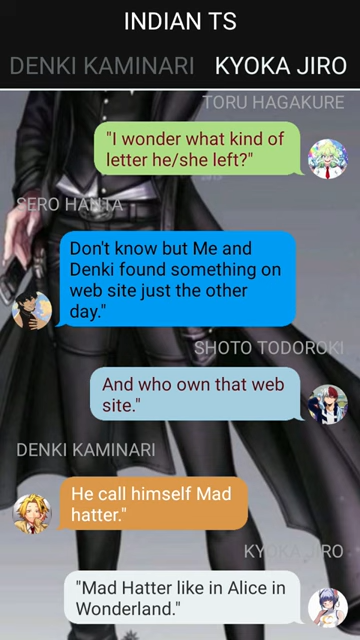 INDIAN TS
DENKI KAMINARI KYOKA JIRO
TORU HAGAKURE
"I wonder what kind of
letter he/she left?"
SERO HANTA
Don't know but Me and
Denki found something on
web site just the other
day."
SHOTO TODOROKI
And who own that web
site."
DENKI KAMINARI
He call himself Mad
hatter."
KYOKA JIRO
"Mad Hatter like in Alice in
Wonderland."